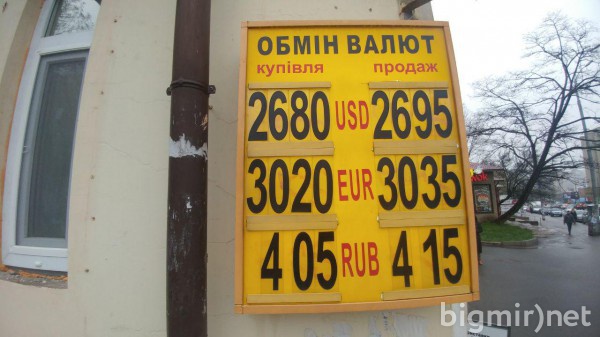 ОБМІН ВАЛЮТ
купівля продаж
2680 USD 2695
3020 EUR 3035
4 05 RUB 4 15
bigmir)net